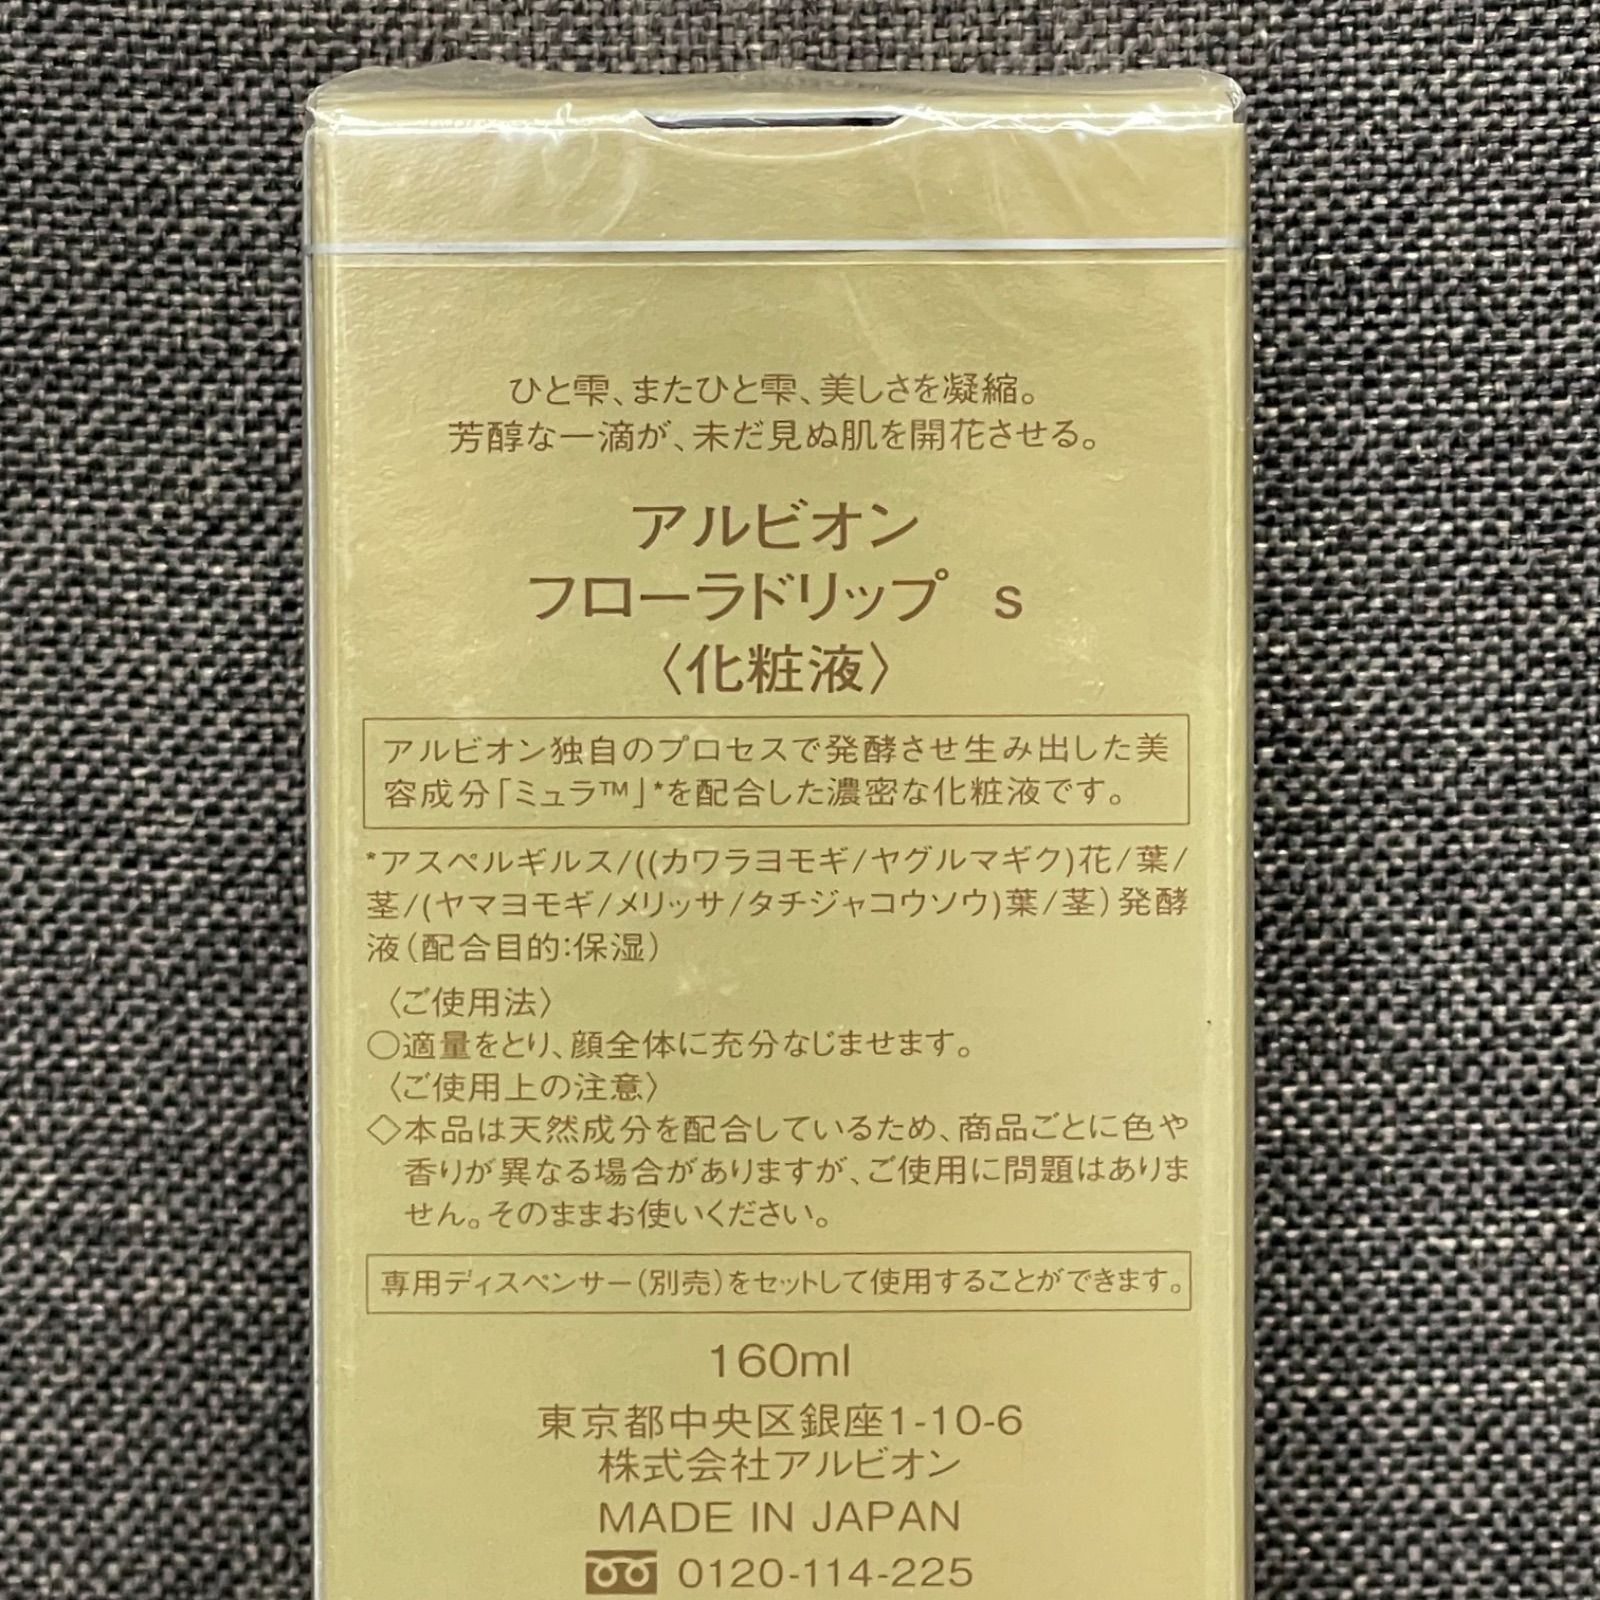 ひと雫、またひと雫、美しさを凝縮。
芳醇な一滴が、未だ見ぬ肌を開花させる。
アルビオン
フローラドリップ s
〈化粧液〉
アルビオン独自のプロセスで発酵させ生み出した美
容成分「ミュラ™」*を配合した濃密な化粧液です。
*アスペルギルス/((カワラヨモギ/ヤグルマギク)花/葉/
茎/(ヤマヨモギ/メリッサ/タチジャコウソウ)葉/茎)発酵
液(配合目的:保湿)
〈ご使用法〉
○適量をとり、顔全体に充分なじませます。
〈ご使用上の注意〉
◇本品は天然成分を配合しているため、商品ごとに色や
香りが異なる場合がありますが、ご使用に問題はありま
せん。そのままお使いください。
専用ディスペンサー(別売)をセットして使用することができます。
160ml
東京都中央区銀座1-10-6
株式会社アルビオン
MADE IN JAPAN
0120-114-225